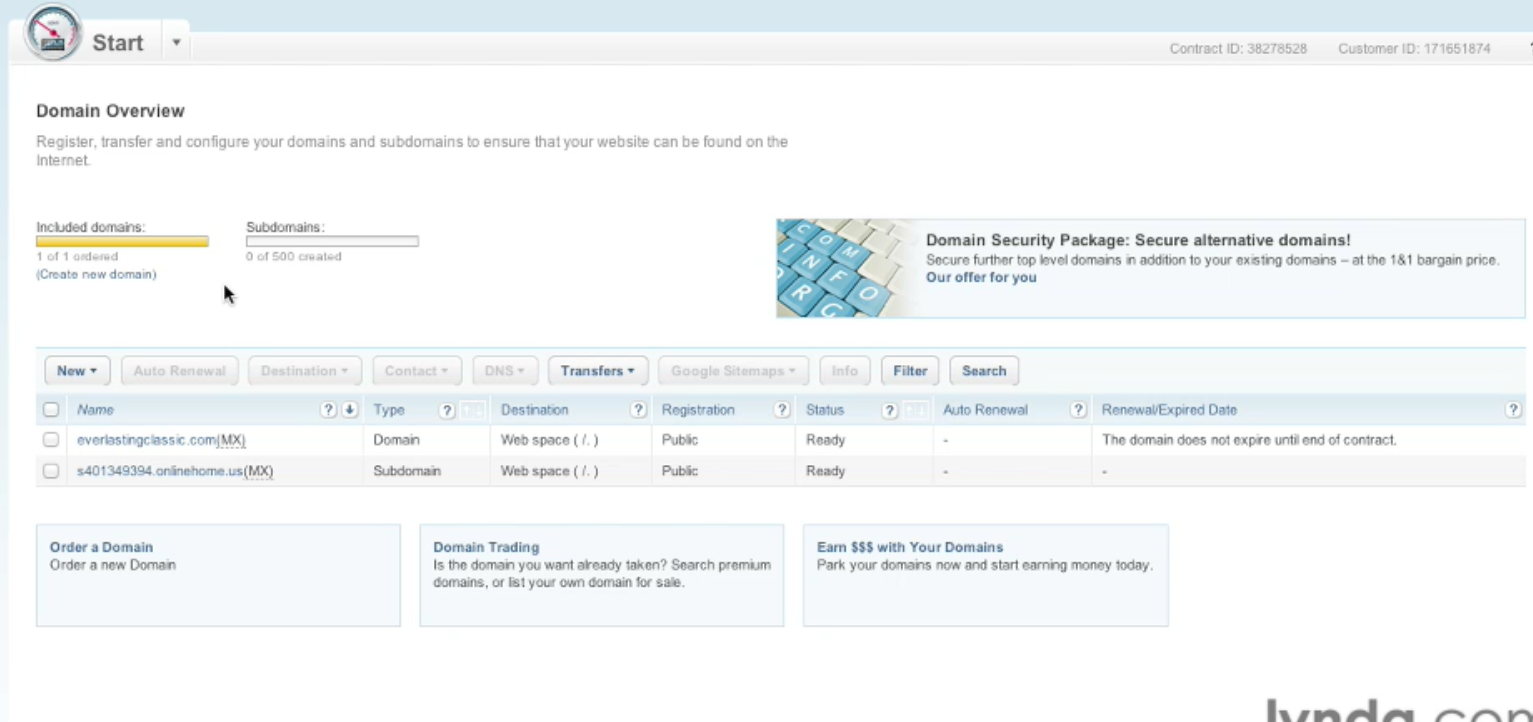 Start
Contract ID: 38278528 Customer ID: 171651874
Domain Overview
Register, transfer and configure your domains and subdomains to ensure that your website can be found on the
Internet.
Included domains: Subdomains:
1 of 1 ordered 0 of 500 created
(Create new domain)
COM
INFO
ORG
Domain Security Package: Secure alternative domains!
Secure further top level domains in addition to your existing domains – at the 1&1 bargain price.
Our offer for you
New Auto Renewal Destination Contact DNS Transfers Google Sitemaps Info Filter Search
Name ? Type ? Destination ? Registration ? Status ? Auto Renewal ? Renewal/Expired Date ?
everlastingclassic.com(MX) Domain Web space ( /. ) Public Ready - The domain does not expire until end of contract.
s401349394.onlinehome.us(MX) Subdomain Web space ( /. ) Public Ready - -
Order a Domain
Order a new Domain
Domain Trading
Is the domain you want already taken? Search premium
domains, or list your own domain for sale.
Earn $$$ with Your Domains
Park your domains now and start earning money today.
lynda.com